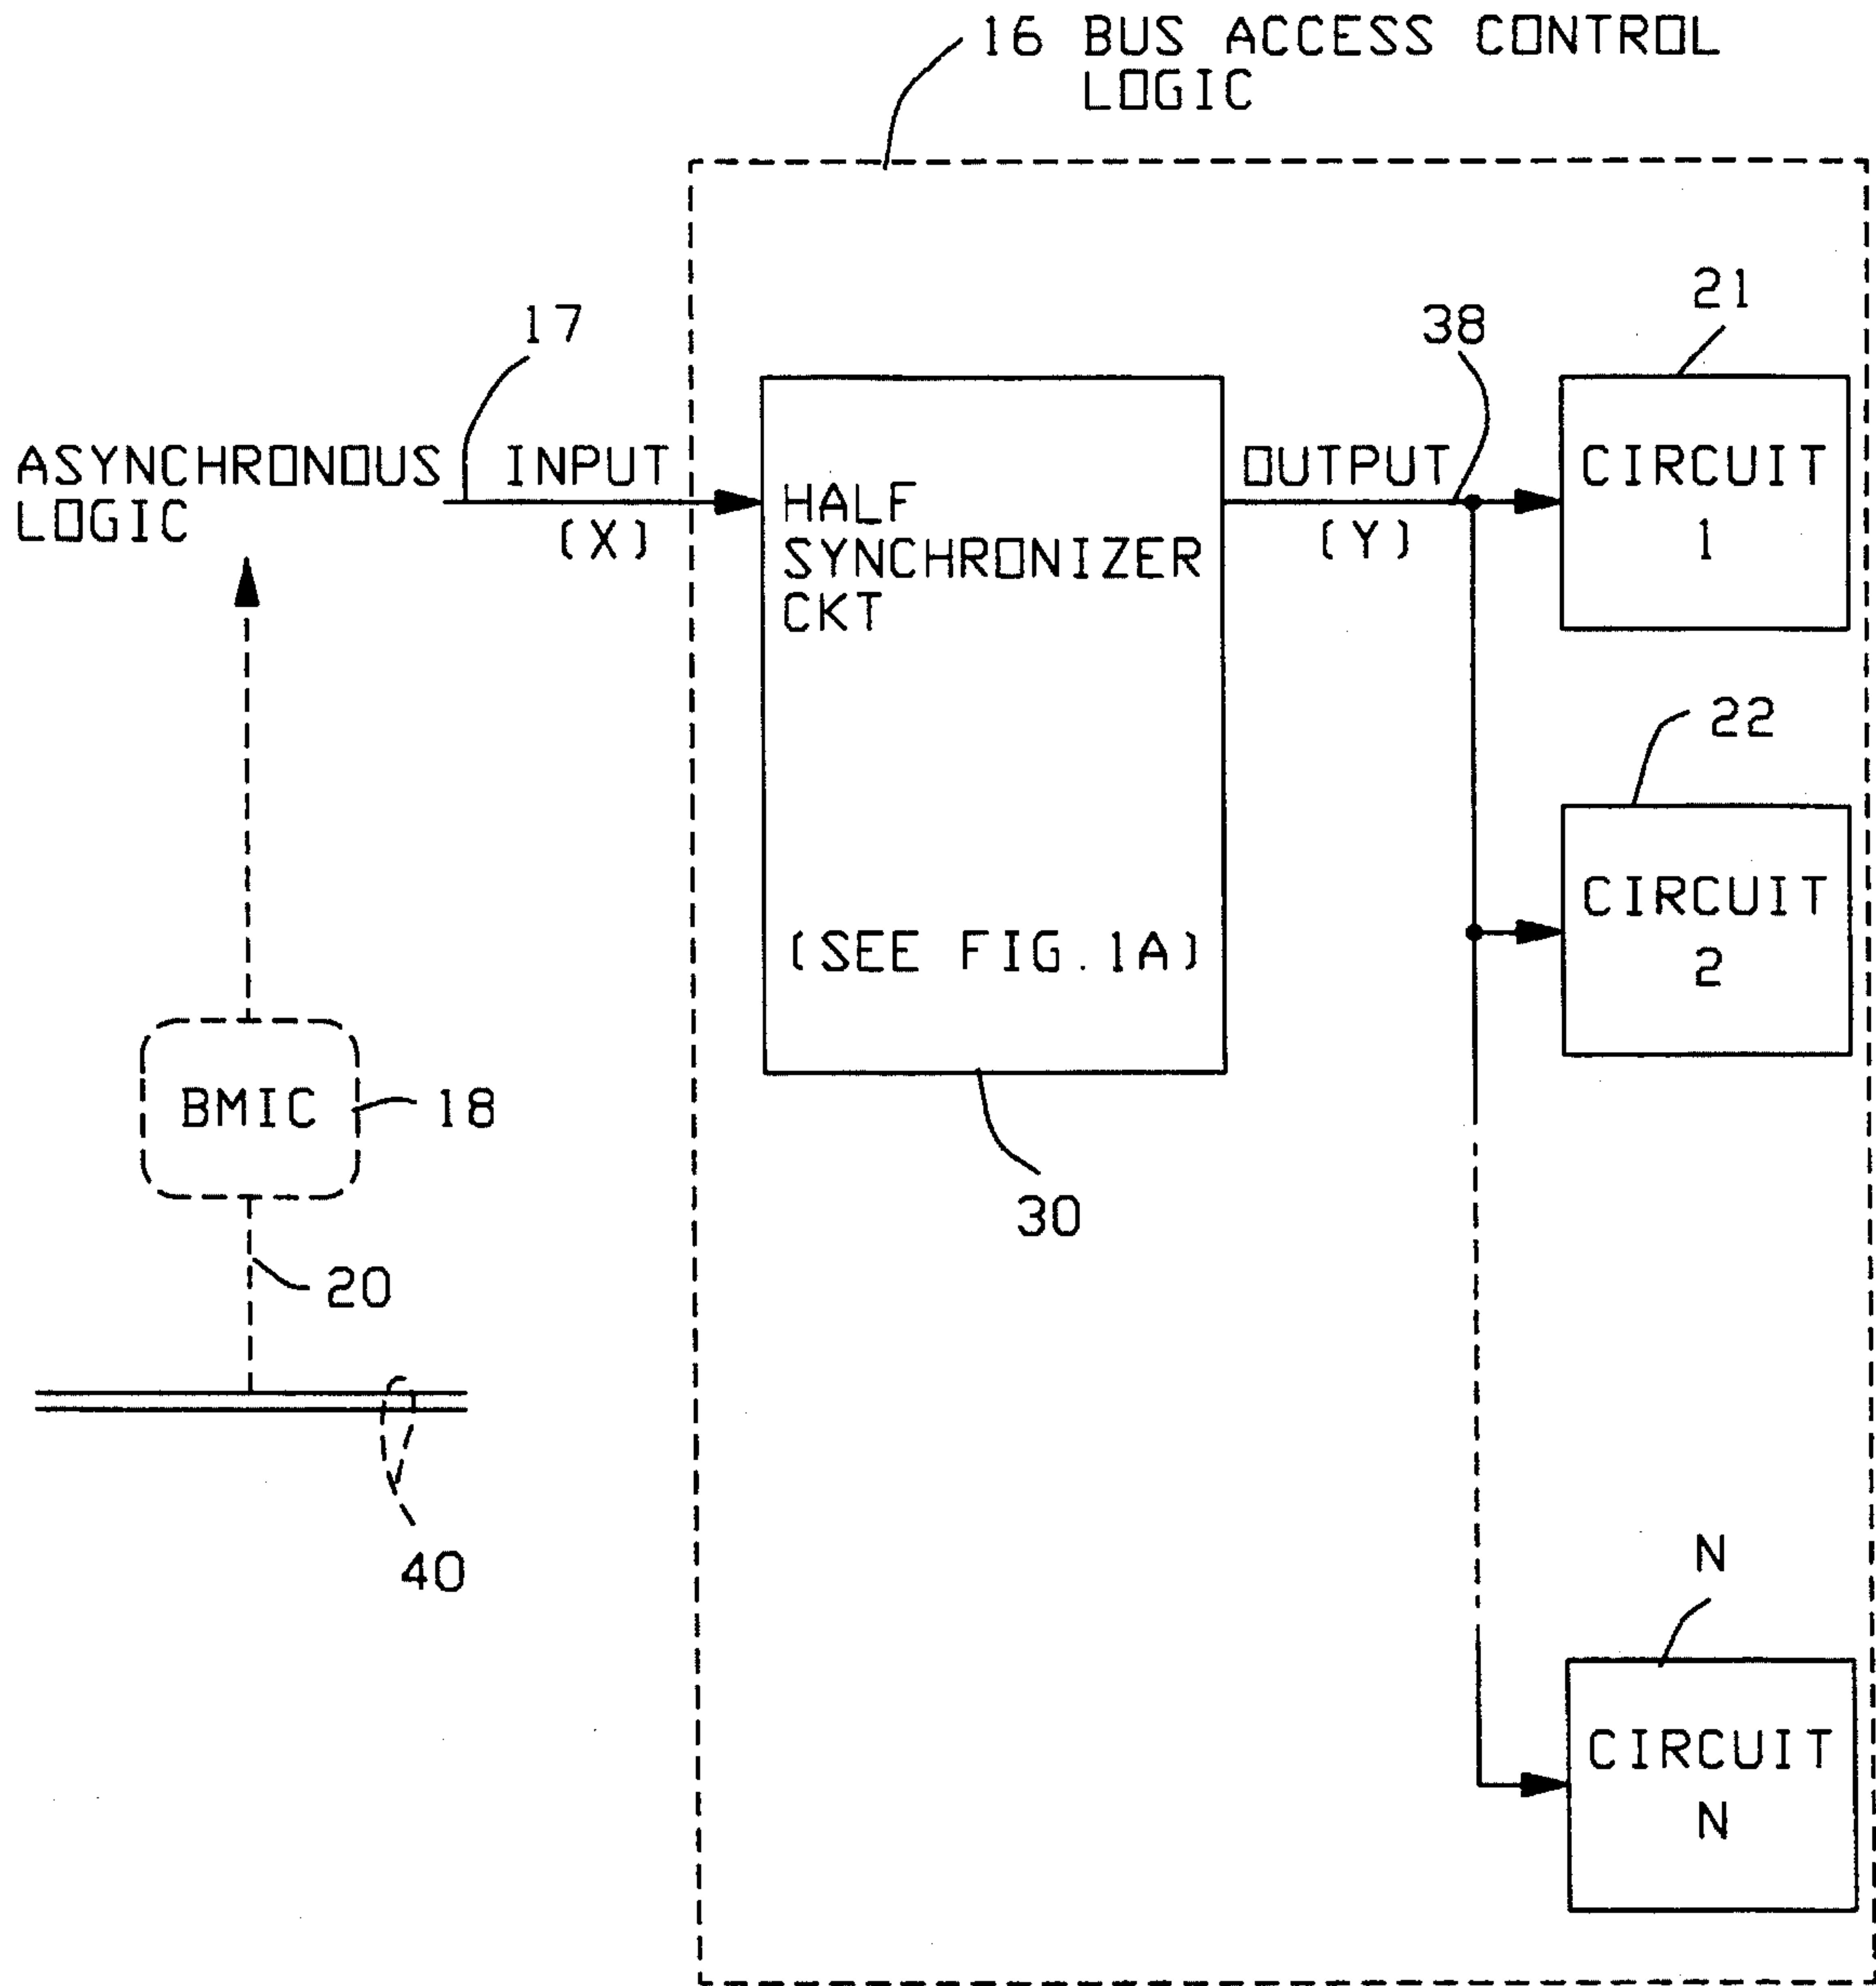 16 BUS ACCESS CONTROL
LOGIC
17
38
21
ASYNCHRONOUS
LOGIC
INPUT
(X)
HALF
SYNCHRONIZER
CKT
(SEE FIG.1A)
OUTPUT
(Y)
CIRCUIT
1
22
CIRCUIT
2
BMIC
18
30
20
40
N
CIRCUIT
N